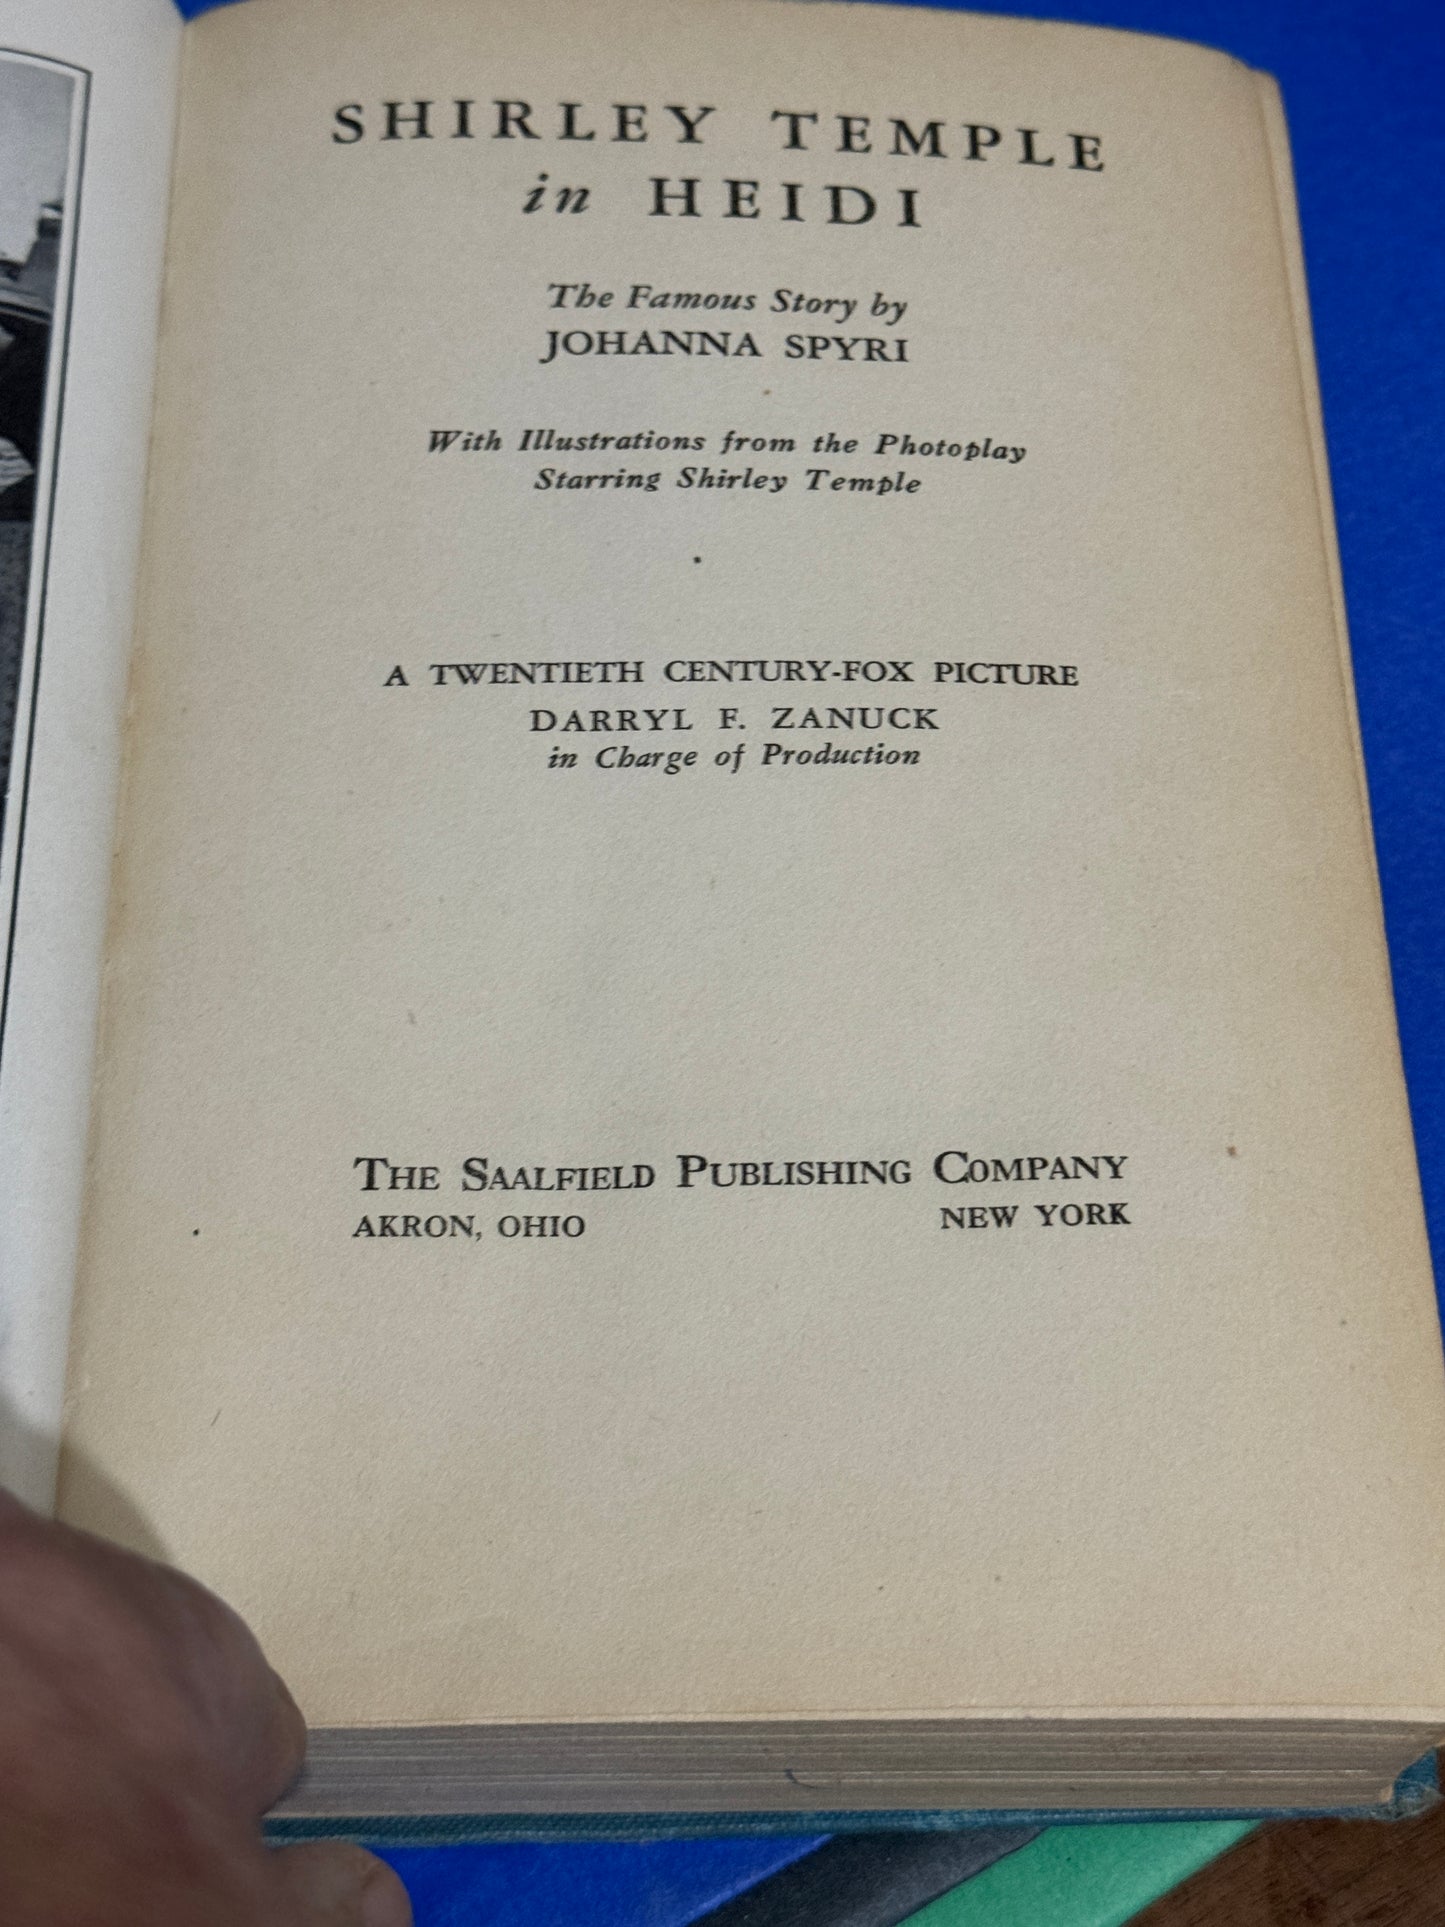 SHIRLEY TEMPLE
in HEIDI
The Famous Story by
JOHANNA SPYRI
With Illustrations from the Photoplay
Starring Shirley Temple
A TWENTIETH CENTURY-FOX PICTURE
DARRYL F. ZANUCK
in Charge of Production
THE SAALFIELD PUBLISHING COMPANY
AKRON, OHIO NEW YORK